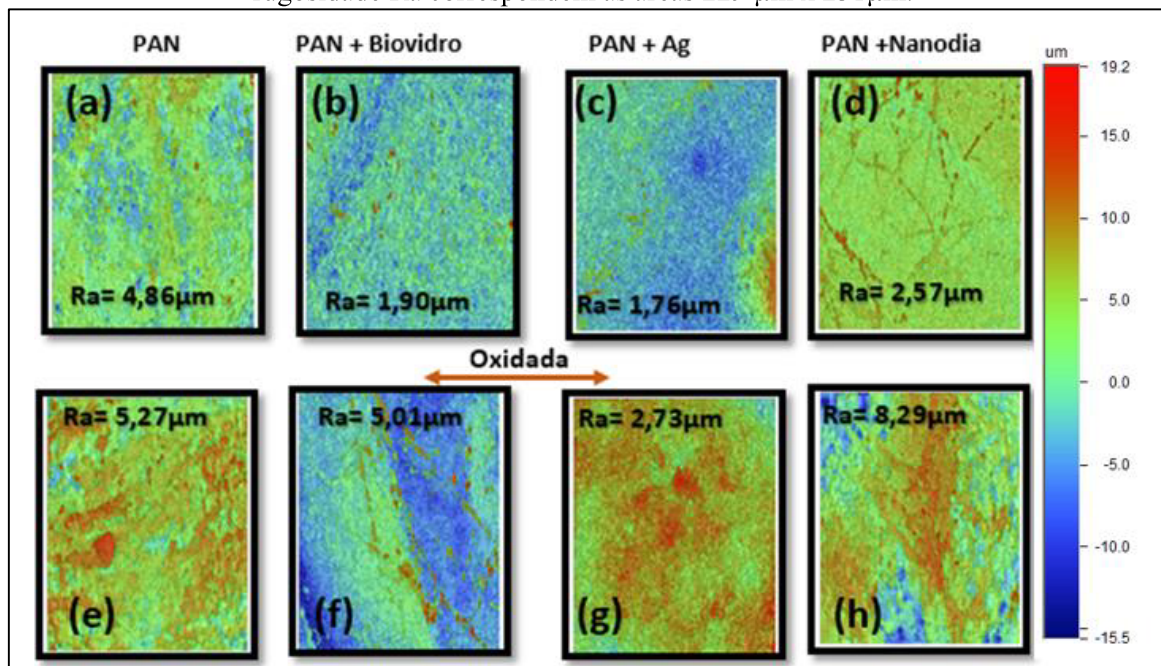 PAN
PAN + Biovidro
PAN + Ag
PAN +Nanodia
um
(a)
(b)
(c)
(d)
Ra= 4,86µm
Ra= 1,90µm
Ra= 1,76µm
Ra= 2,57µm
Oxidada
Ra= 5,27µm
Ra= 5,01µm
Ra= 2,73µm
Ra= 8,29µm
(e)
(f)
(g)
(h)
19.2
15.0
10.0
5.0
0.0
-5.0
-10.0
-15.5